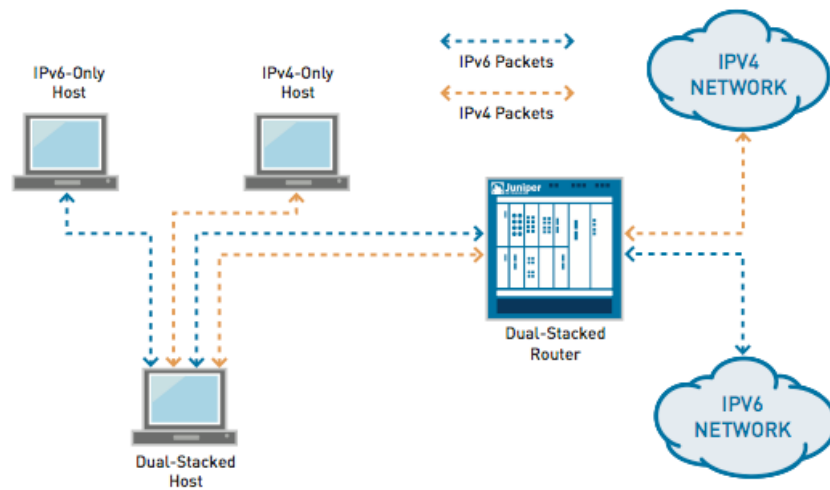 IPv6-Only
Host
IPv4-Only
Host
IPv6 Packets
IPv4 Packets
IPV4
NETWORK
Juniper
Dual-Stacked
Router
IPV6
NETWORK
Dual-Stacked
Host